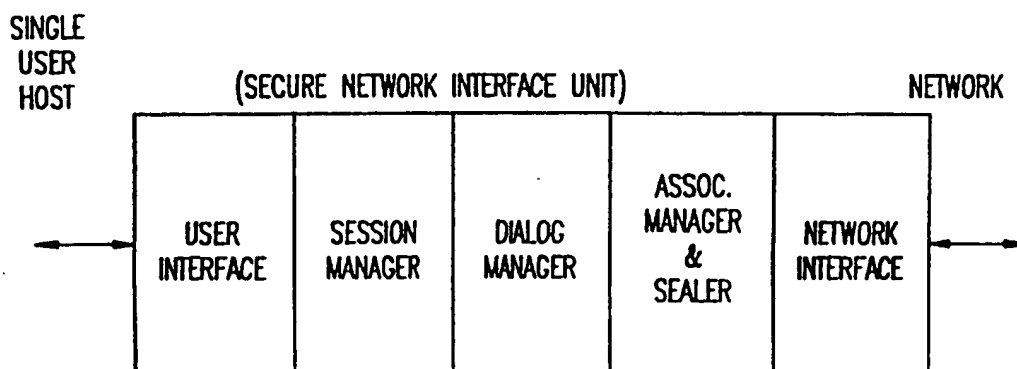 SINGLE
USER
HOST
(SECURE NETWORK INTERFACE UNIT)
NETWORK
USER
INTERFACE
SESSION
MANAGER
DIALOG
MANAGER
ASSOC.
MANAGER
&
SEALER
NETWORK
INTERFACE